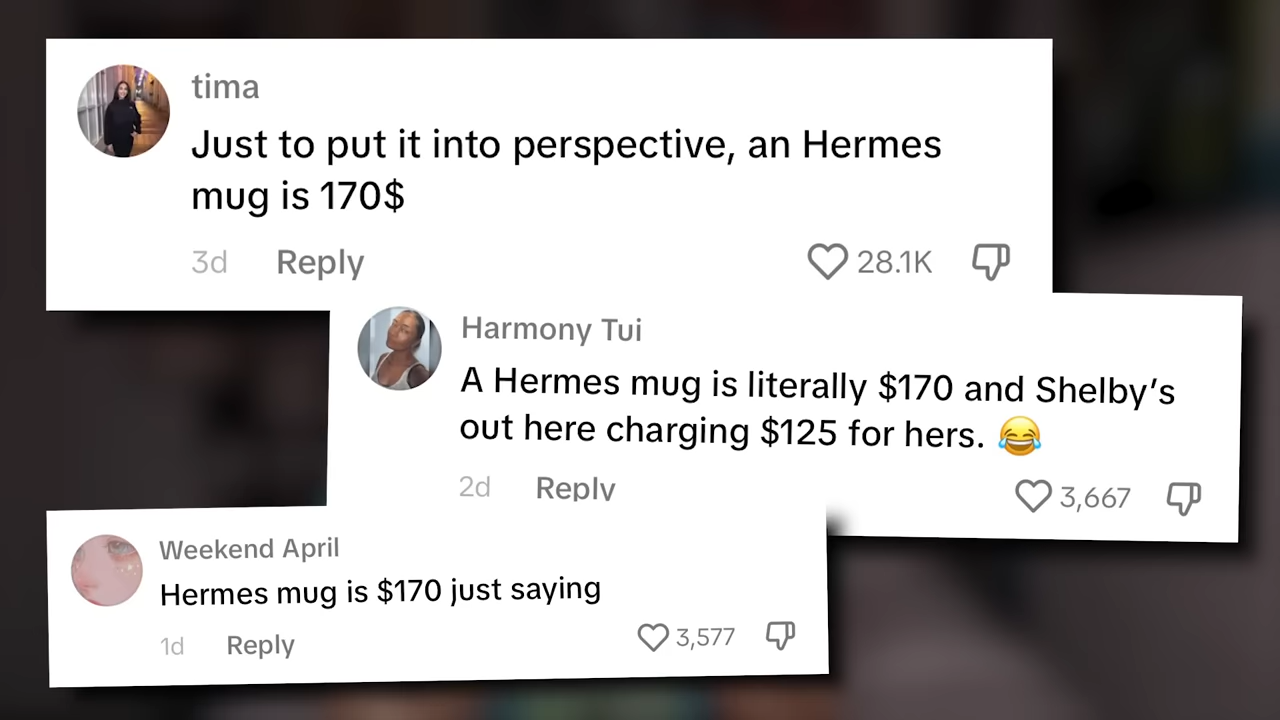 tima
Just to put it into perspective, an Hermes
mug is 170$
3d Reply 28.1K
Harmony Tui
A Hermes mug is literally $170 and Shelby’s
out here charging $125 for hers. 😂
2d Reply 3,667
Weekend April
Hermes mug is $170 just saying
1d Reply 3,577